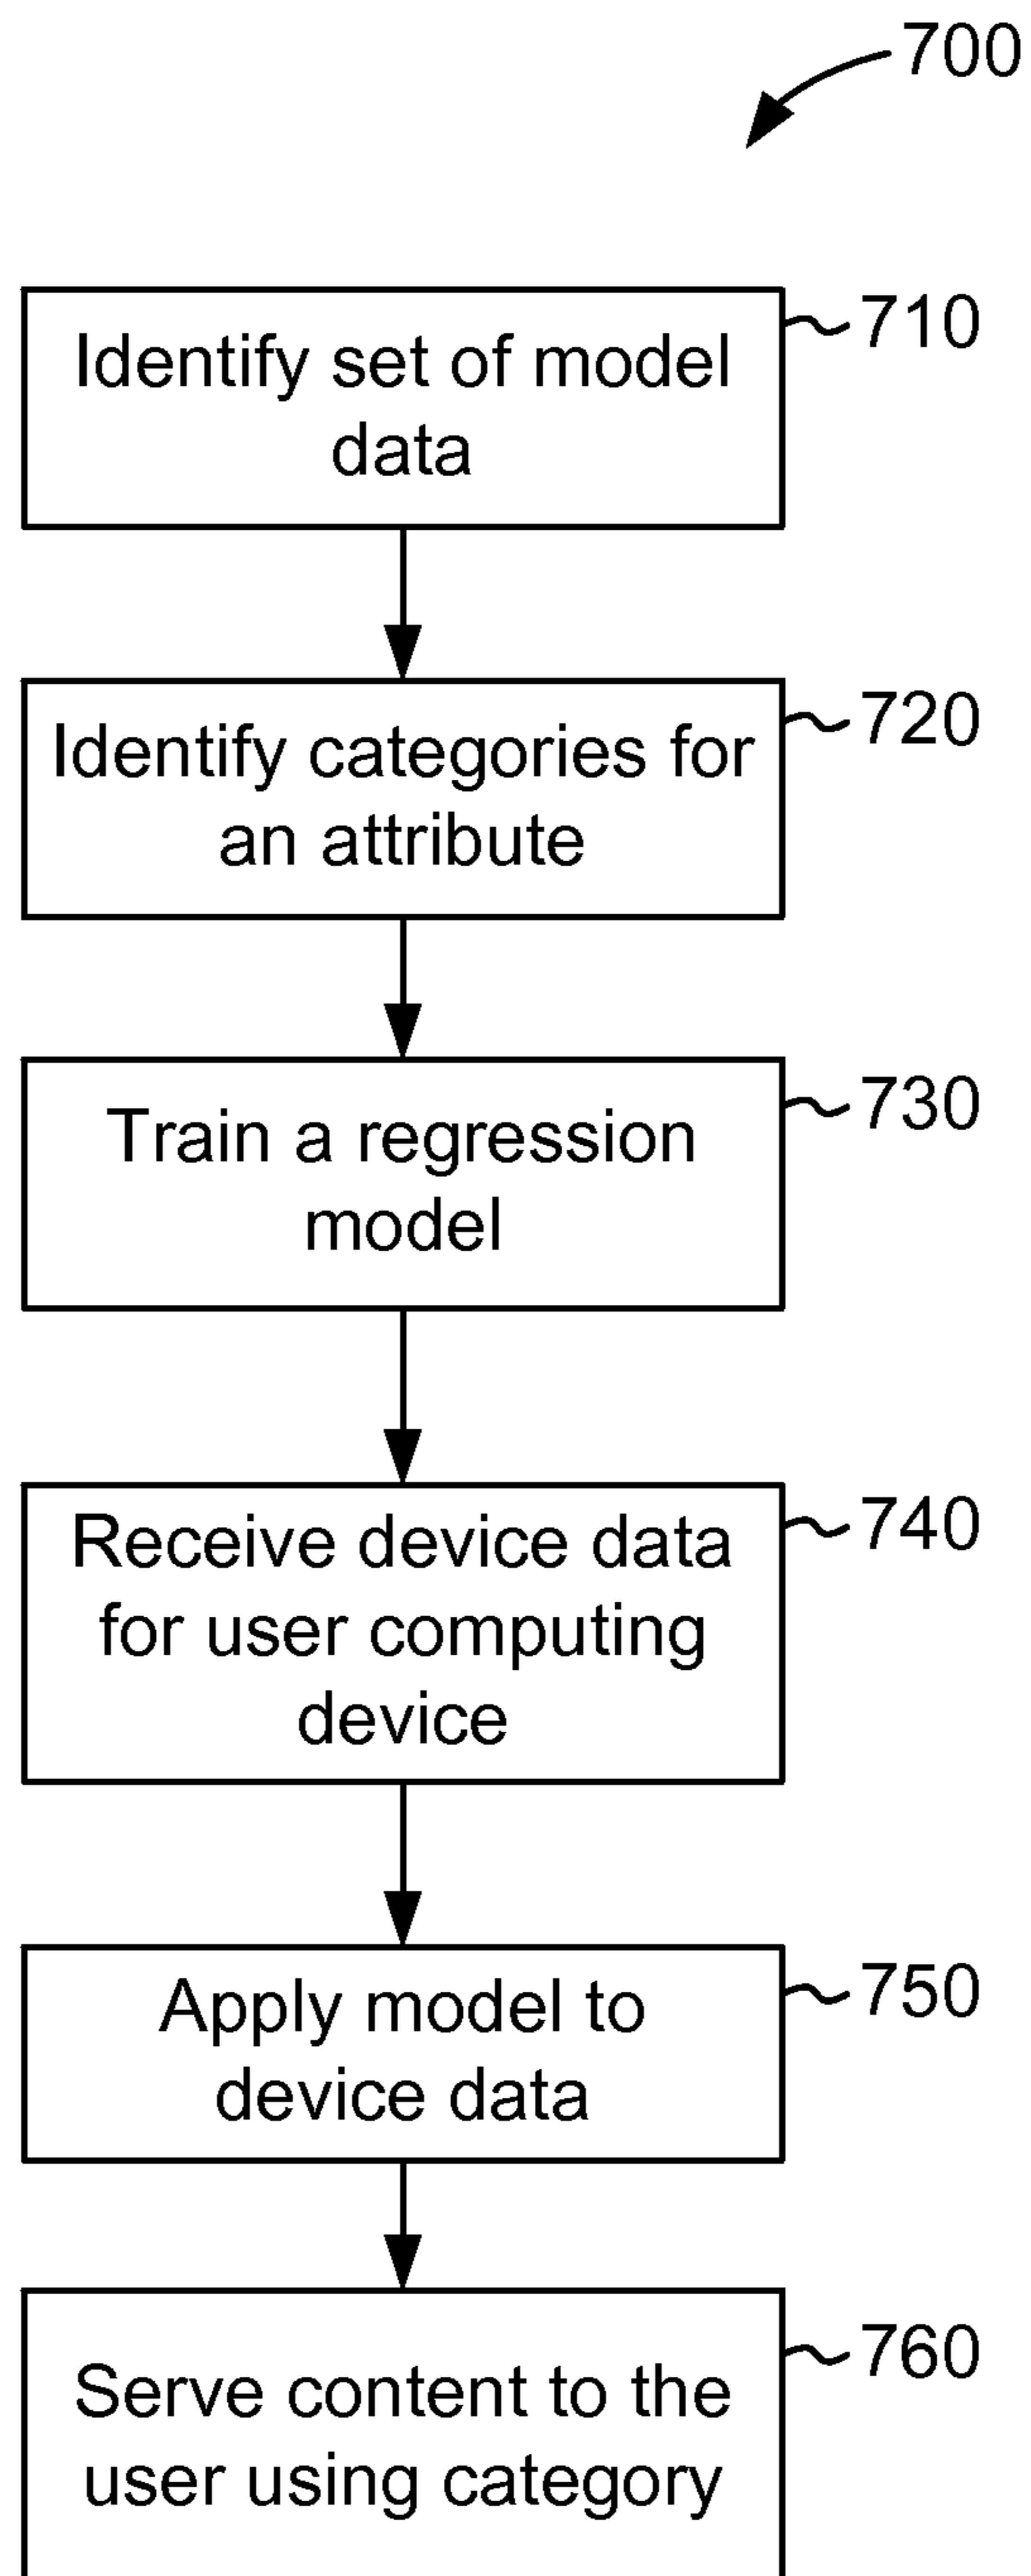 700
Identify set of model
data
710
Identify categories for
an attribute
720
Train a regression
model
730
Receive device data
for user computing
device
740
Apply model to
device data
750
Serve content to the
user using category
760